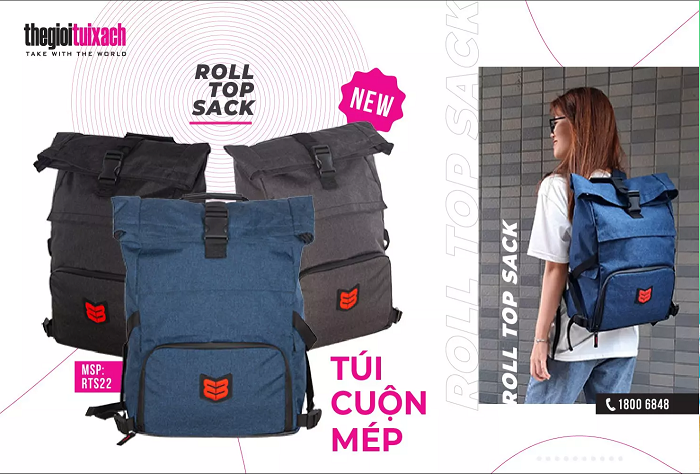 thegioituixach
TAKE WITH THE WORLD
ROLL
TOP
SACK
NEW
MSP:
RTS22
TÚI
CUỘN
MÉP
ROLL TOP SACK
ROLL TOP SACK
1800 6848